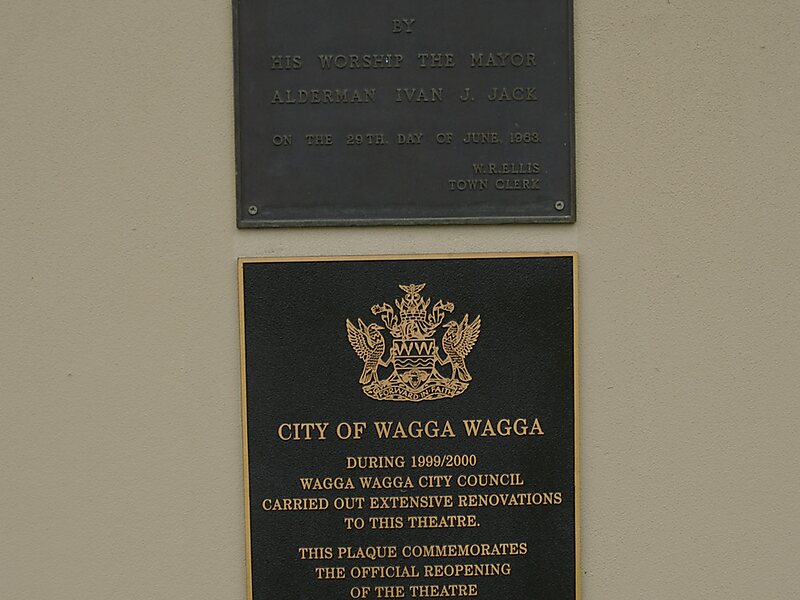 BY
HIS WORSHIP THE MAYOR
ALDERMAN IVAN J. JACK
ON THE 29TH. DAY OF JUNE, 1963.
W.R.ELLIS
TOWN CLERK
FORWARD IN FAITH
CITY OF WAGGA WAGGA
DURING 1999/2000
WAGGA WAGGA CITY COUNCIL
CARRIED OUT EXTENSIVE RENOVATIONS
TO THIS THEATRE.
THIS PLAQUE COMMEMORATES
THE OFFICIAL REOPENING
OF THE THEATRE